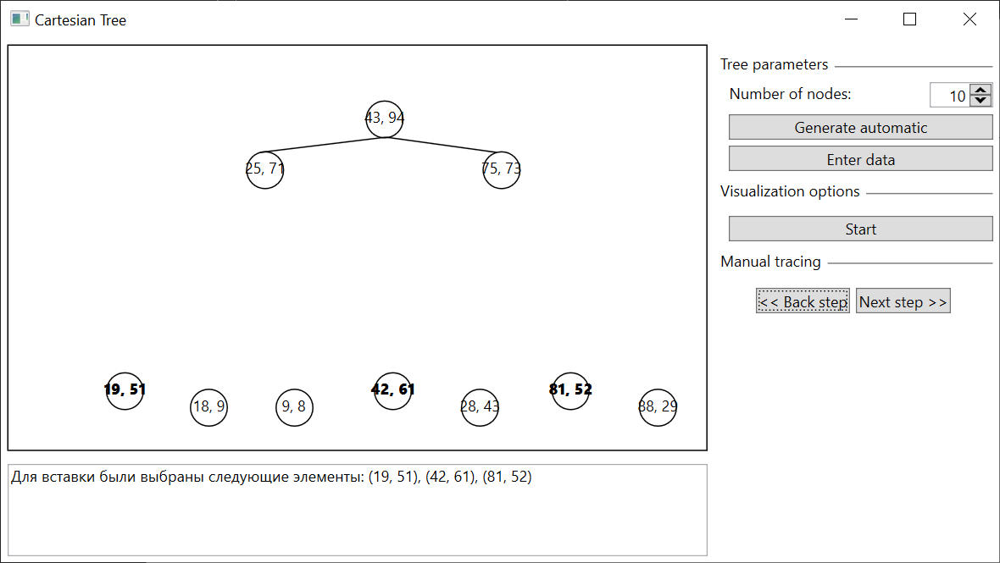 Cartesian Tree
43, 94
25, 71
75, 73
19, 51
18, 9
9, 8
42, 61
28, 43
81, 52
88, 29
Для вставки были выбраны следующие элементы: (19, 51), (42, 61), (81, 52)
Tree parameters
Number of nodes: 10
Generate automatic
Enter data
Visualization options
Start
Manual tracing
<< Back step
Next step >>